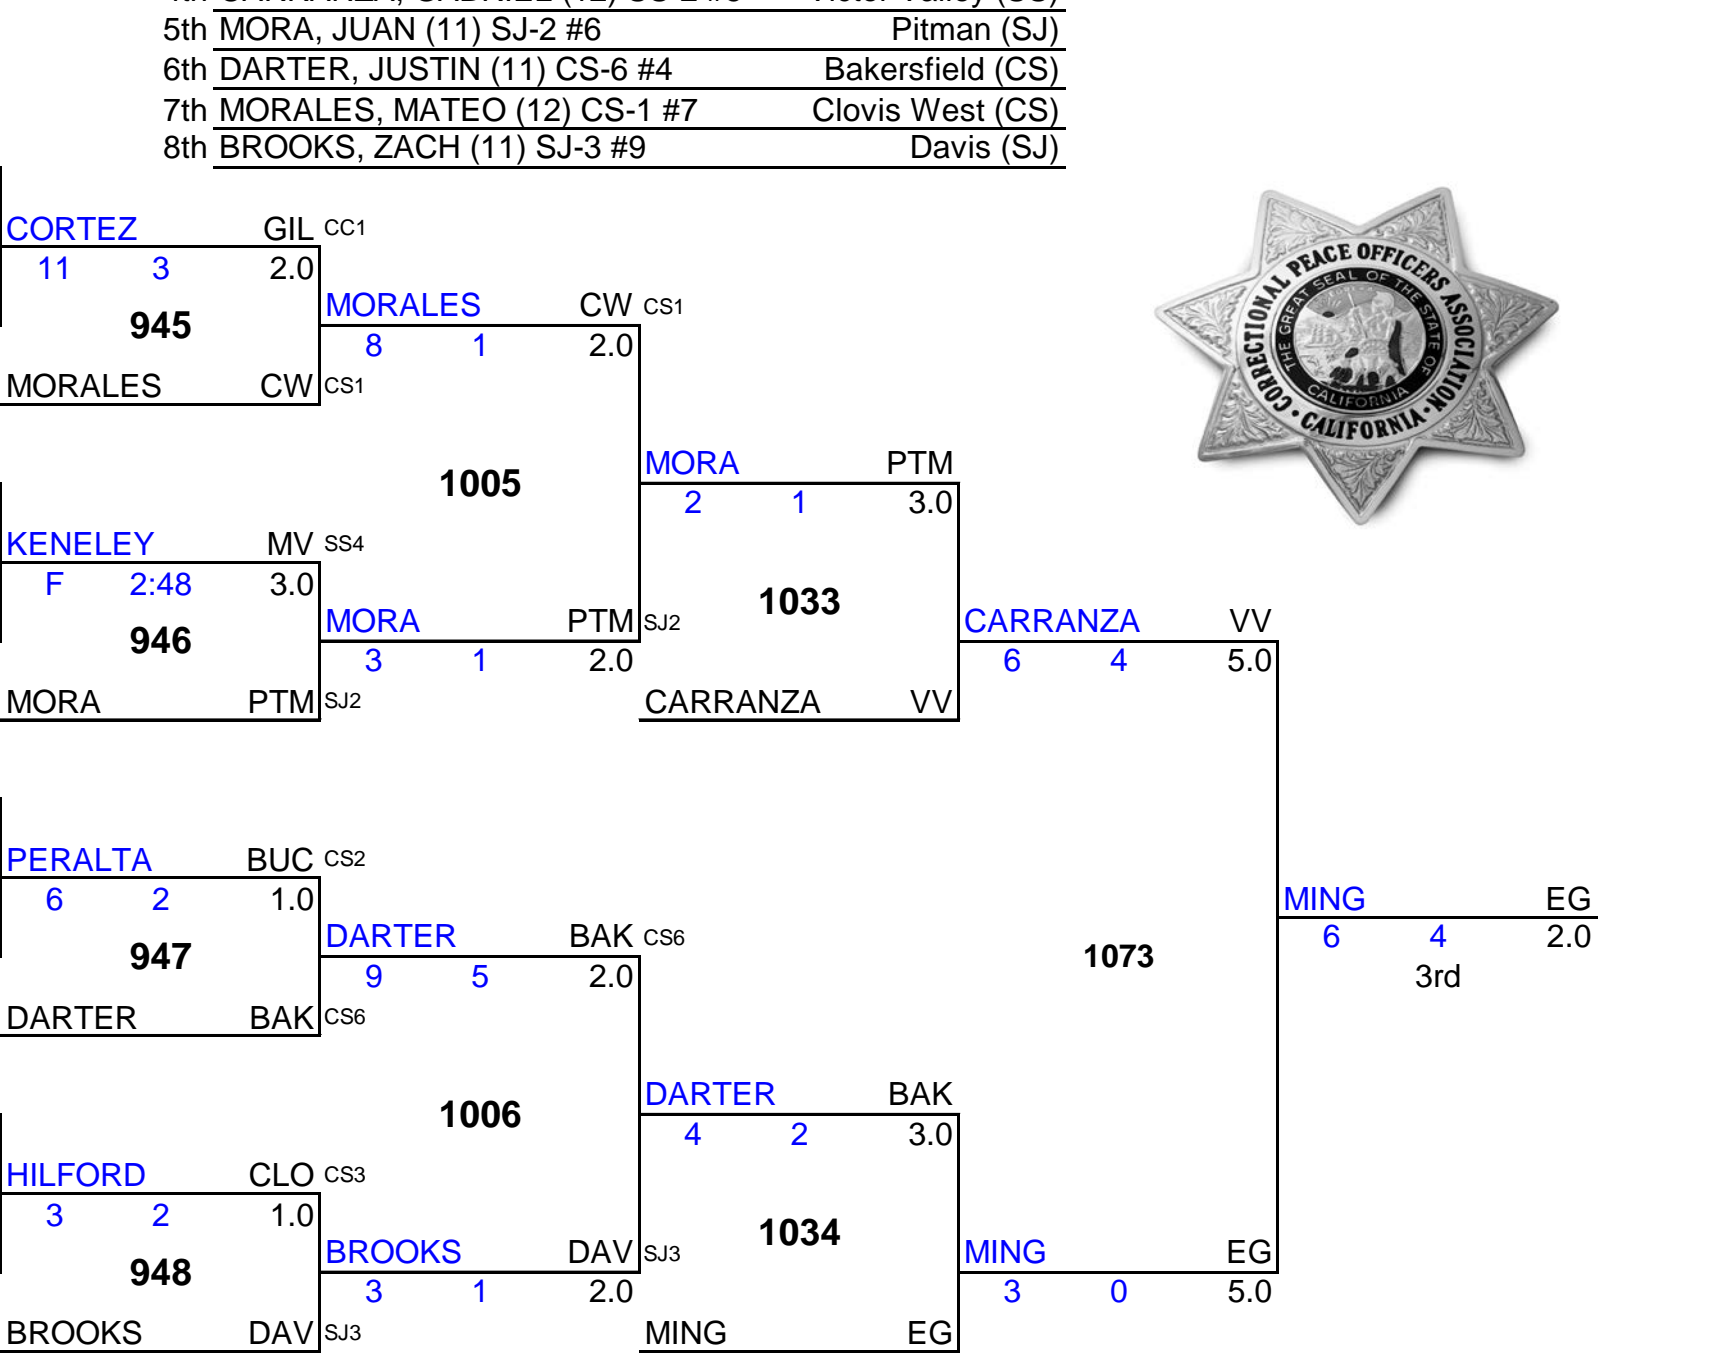 5th MORA, JUAN (11) SJ-2 #6 Pitman (SJ)
6th DARTER, JUSTIN (11) CS-6 #4 Bakersfield (CS)
7th MORALES, MATEO (12) CS-1 #7 Clovis West (CS)
8th BROOKS, ZACH (11) SJ-3 #9 Davis (SJ)
CORTEZ GIL CC1
11 3 2.0
945
MORALES CW CS1
MORALES CW CS1
8 1 2.0
1005
KENELEY MV SS4
F 2:48 3.0
946
MORA PTM SJ2
MORA PTM SJ2
3 1 2.0
MORA PTM
2 1 3.0
1033
CARRANZA VV
CARRANZA VV
6 4 5.0
PERALTA BUC CS2
6 2 1.0
947
DARTER BAK CS6
DARTER BAK CS6
9 5 2.0
1006
HILFORD CLO CS3
3 2 1.0
948
BROOKS DAV SJ3
BROOKS DAV SJ3
3 1 2.0
DARTER BAK
4 2 3.0
1034
MING EG
MING EG
3 0 5.0
1073
MING EG
6 4 2.0
3rd
CORRECTIONAL PEACE OFFICERS ASSOCIATION
• CALIFORNIA •
THE GREAT SEAL OF THE STATE OF
CALIFORNIA